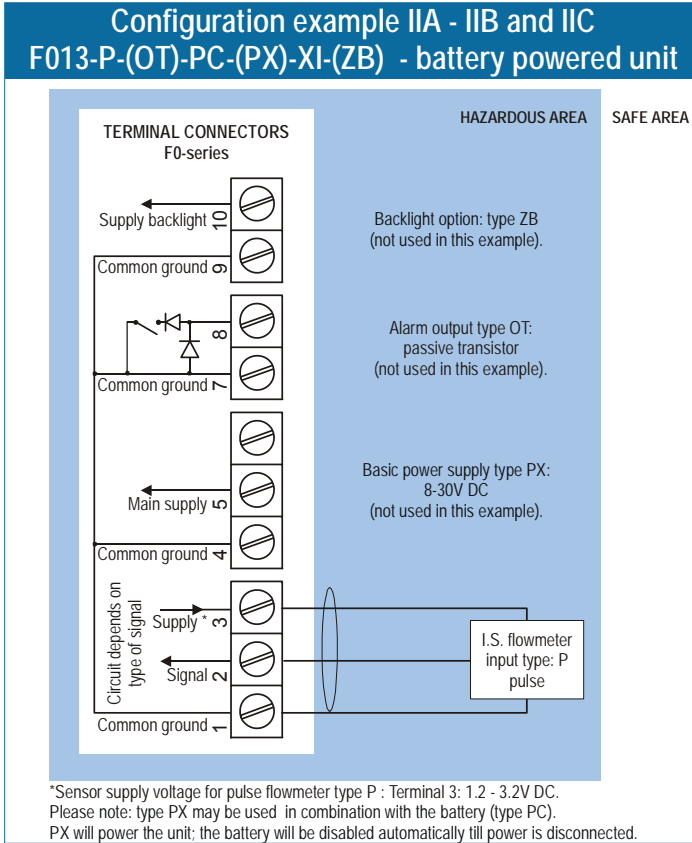 Configuration example IIA - IIB and IIC
F013-P-(OT)-PC-(PX)-XI-(ZB) - battery powered unit
HAZARDOUS AREA
SAFE AREA
TERMINAL CONNECTORS
F0-series
Supply backlight 10
Common ground 9
Backlight option: type ZB
(not used in this example).
8
Common ground 7
Alarm output type OT:
passive transistor
(not used in this example).
Main supply 5
Common ground 4
Basic power supply type PX:
8-30V DC
(not used in this example).
Circuit depends on
type of signal
Supply * 3
Signal 2
Common ground 1
I.S. flowmeter
input type: P
pulse
*Sensor supply voltage for pulse flowmeter type P : Terminal 3: 1.2 - 3.2V DC.
Please note: type PX may be used in combination with the battery (type PC).
PX will power the unit; the battery will be disabled automatically till power is disconnected.